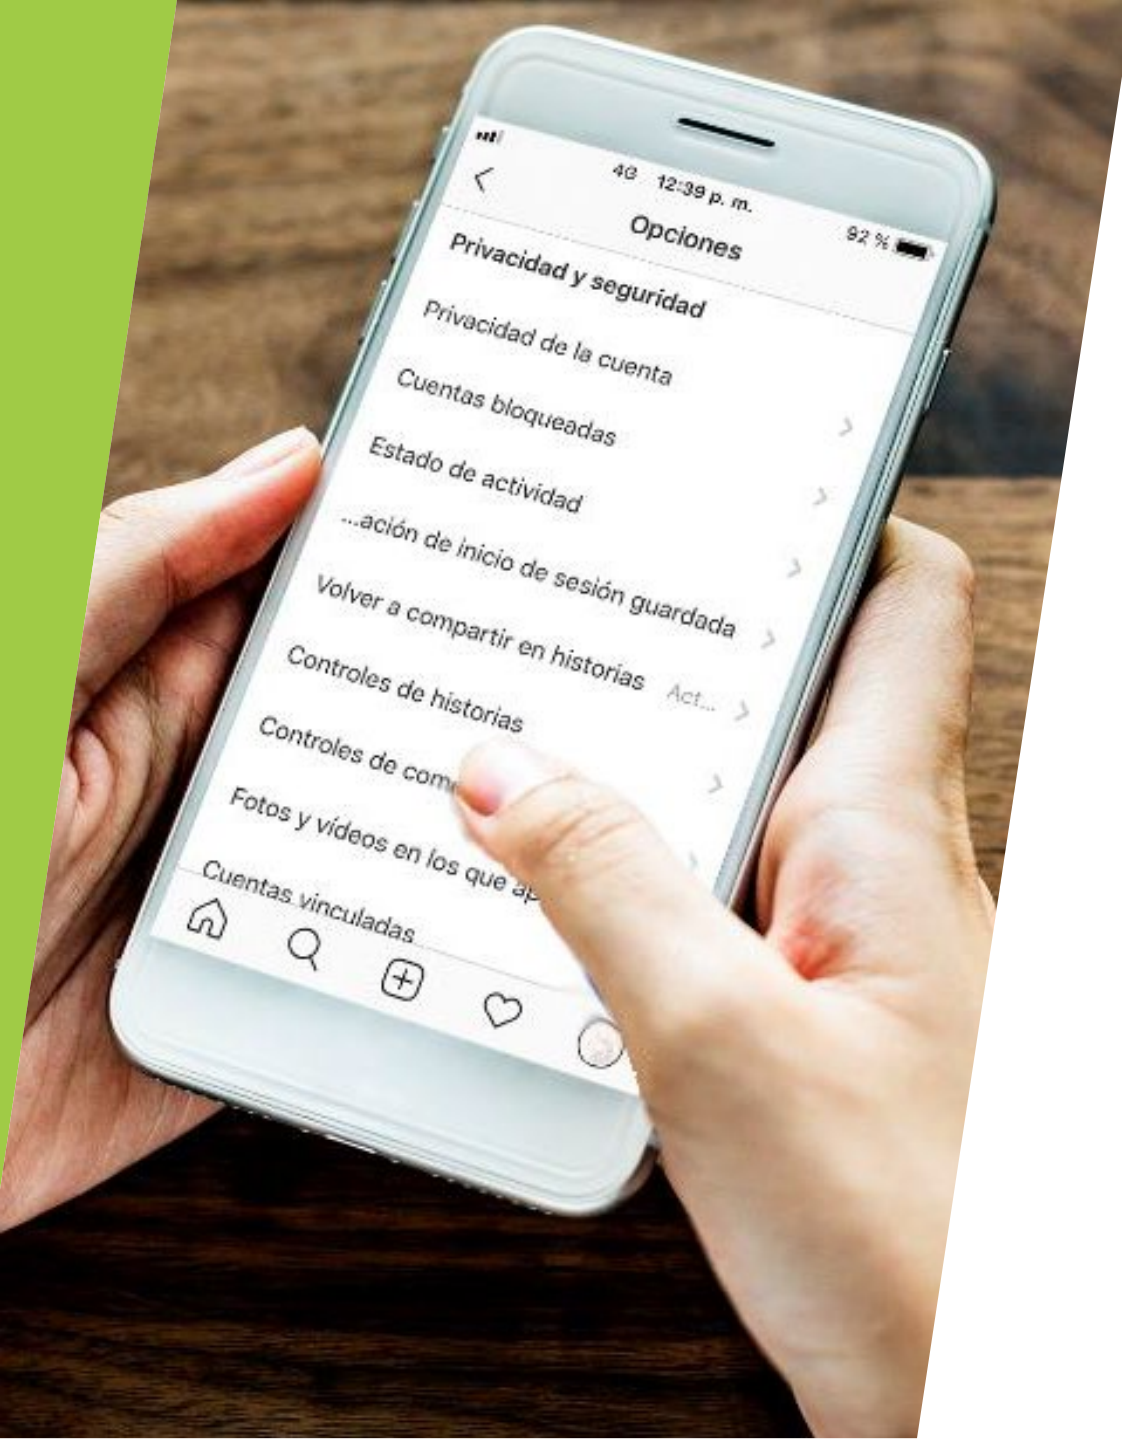 4G 12:39 p. m. 92 %
Opciones
Privacidad y seguridad
Privacidad de la cuenta
Cuentas bloqueadas
Estado de actividad
...ación de inicio de sesión guardada
Volver a compartir en historias Act...
Controles de historias
Controles de
Fotos y vídeos en los que
Cuentas vinculadas